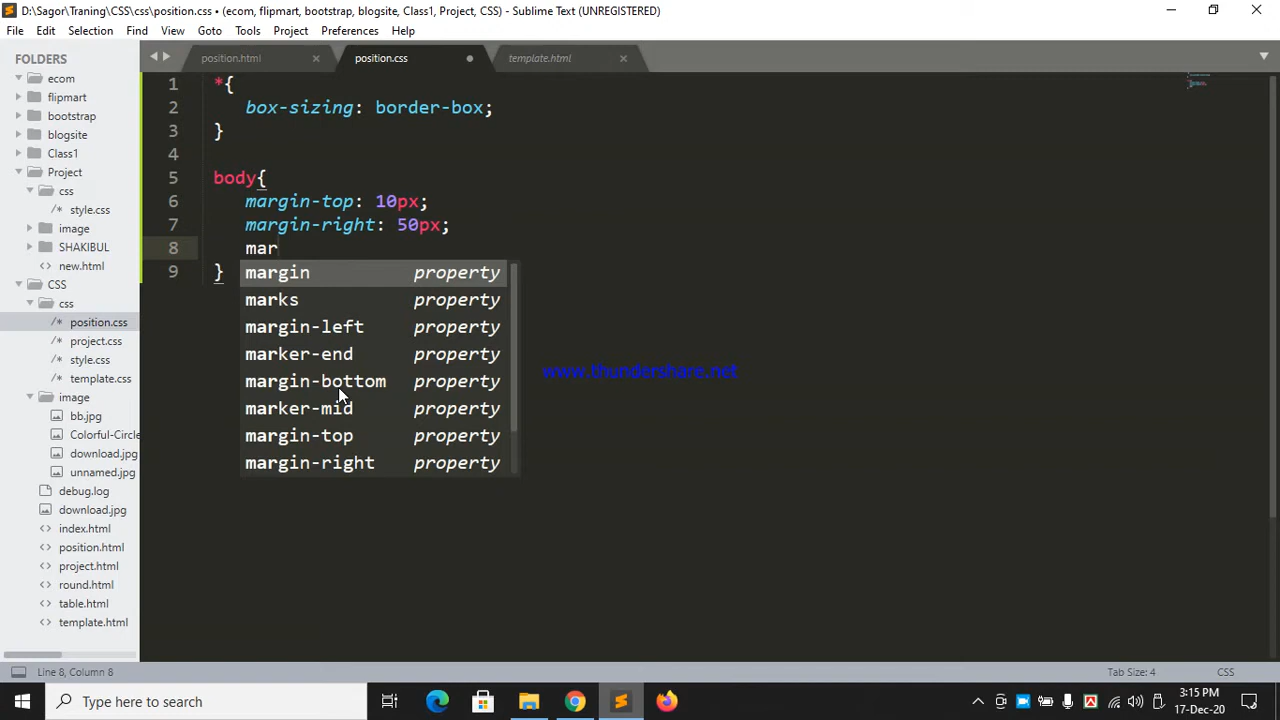 D:\Sagor\Traning\CSS\css\position.css • (ecom, flipmart, bootstrap, blogsite, Class1, Project, CSS) - Sublime Text (UNREGISTERED)
File Edit Selection Find View Goto Tools Project Preferences Help
FOLDERS
ecom
flipmart
bootstrap
blogsite
Class1
Project
css
/* style.css
image
SHAKIBUL
<> new.html
CSS
css
/* position.css
/* project.css
/* style.css
/* template.css
image
bb.jpg
Colorful-Circle
download.jpg
unnamed.jpg
debug.log
download.jpg
<> index.html
<> position.html
<> project.html
<> round.html
<> table.html
<> template.html
position.html position.css template.html
1 *{
2 box-sizing: border-box;
3 }
4
5 body{
6 margin-top: 10px;
7 margin-right: 50px;
8 mar
9 }
margin property
marks property
margin-left property
marker-end property
margin-bottom property
marker-mid property
margin-top property
margin-right property
www.thundershare.net
Line 8, Column 8 Tab Size: 4 CSS
Type here to search
3:15 PM
17-Dec-20